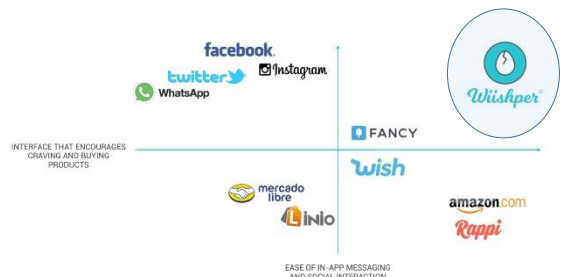 facebook.
twitter
Instagram
WhatsApp
Wiishper
FANCY
INTERFACE THAT ENCOURAGES
CRAVING AND BUYING
PRODUCTS
wish
mercado
libre
Linio
amazon.com
Rappi
EASE OF IN-APP MESSAGING
AND SOCIAL INTERACTION